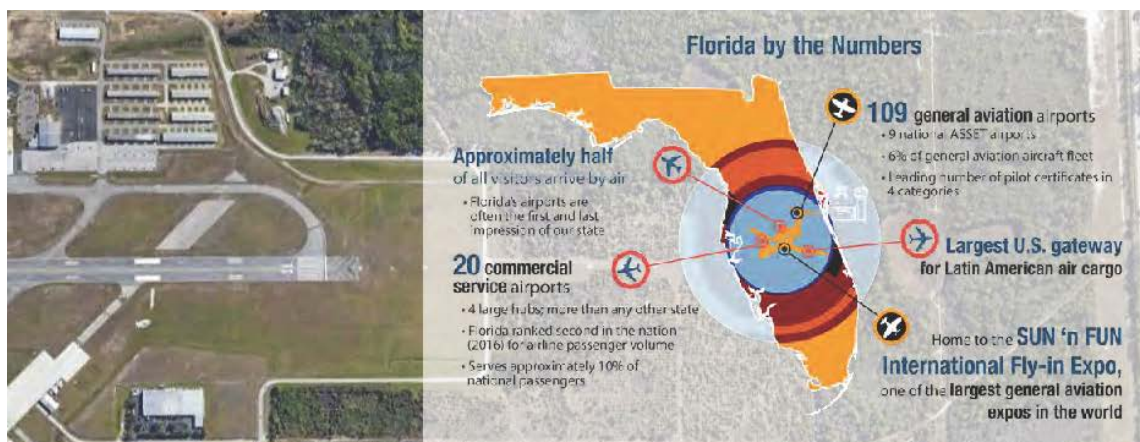 Florida by the Numbers
109 general aviation airports
• 9 national ASSET airports
• 6% of general aviation aircraft fleet
• Leading number of pilot certificates in
4 categories
Approximately half
of all visitors arrive by air
• Florida's airports are
often the first and last
impression of our state
20 commercial
service airports
• 4 large hubs; more than any other state
• Florida ranked second in the nation
(2016) for airline passenger volume
• Serves approximately 10% of
national passengers
Largest U.S. gateway
for Latin American air cargo
Home to the SUN 'n FUN
International Fly-in Expo,
one of the largest general aviation
expos in the world